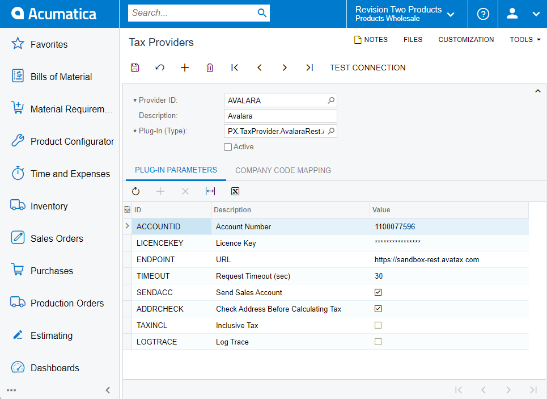 Acumatica
Search...
Revision Two Products
Products Wholesale
Favorites
Bills of Material
Material Requirem...
Product Configurator
Time and Expenses
Inventory
Sales Orders
Purchases
Production Orders
Estimating
Dashboards
Tax Providers
NOTES FILES CUSTOMIZATION TOOLS
TEST CONNECTION
* Provider ID: AVALARA
Description: Avalara
* Plug-In (Type): PX.TaxProvider.AvalaraRest.
Active
PLUG-IN PARAMETERS COMPANY CODE MAPPING
ID Description Value
ACCOUNTID Account Number 1100077596
LICENCEKEY Licence Key ***************
ENDPOINT URL https://sandbox-rest.avatax.com
TIMEOUT Request Timeout (sec) 30
SENDACC Send Sales Account
ADDRCHECK Check Address Before Calculating Tax
TAXINCL Inclusive Tax
LOGTRACE Log Trace